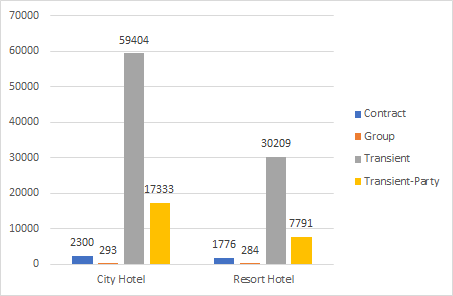 70000
60000
50000
40000
30000
20000
10000
0
2300
293
59404
17333
1776
284
30209
7791
City Hotel
Resort Hotel
Contract
Group
Transient
Transient-Party